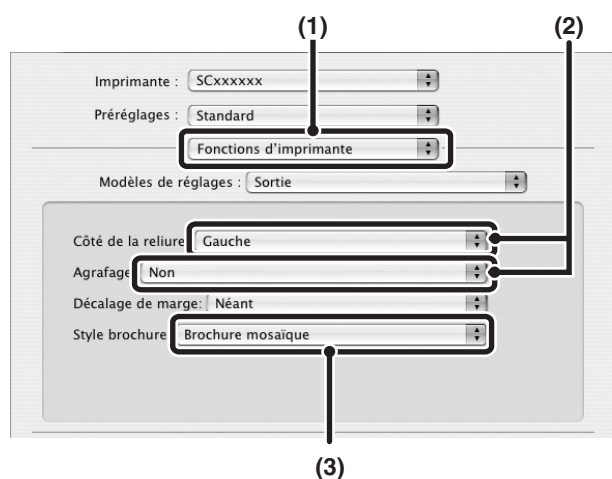 (1) (2)
Imprimante : SCxxxxxx
Préréglages : Standard
Fonctions d'imprimante
Modèles de réglages : Sortie
Côté de la reliure Gauche
Agrafage Non
Décalage de marge: Néant
Style brochure Brochure mosaïque
(3)